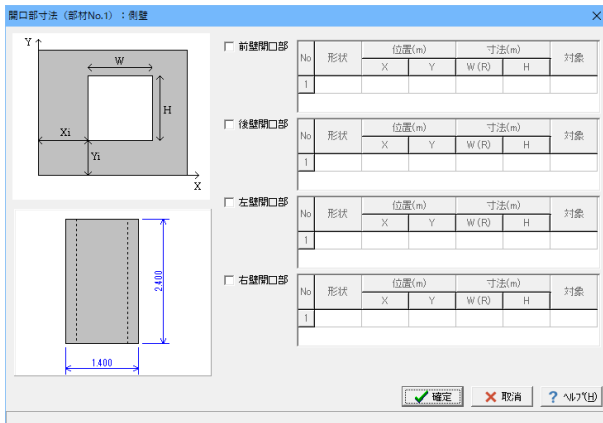 開口部寸法（部材No.1）：側壁
Y
W
H
Xi
Yi
X
2.400
1.400
前壁開口部
No 形状 位置(m) 寸法(m) 対象
X Y W(R) H
1
後壁開口部
No 形状 位置(m) 寸法(m) 対象
X Y W(R) H
1
左壁開口部
No 形状 位置(m) 寸法(m) 対象
X Y W(R) H
1
右壁開口部
No 形状 位置(m) 寸法(m) 対象
X Y W(R) H
1
確定 取消 ? ﾍﾙﾌﾟ(H)